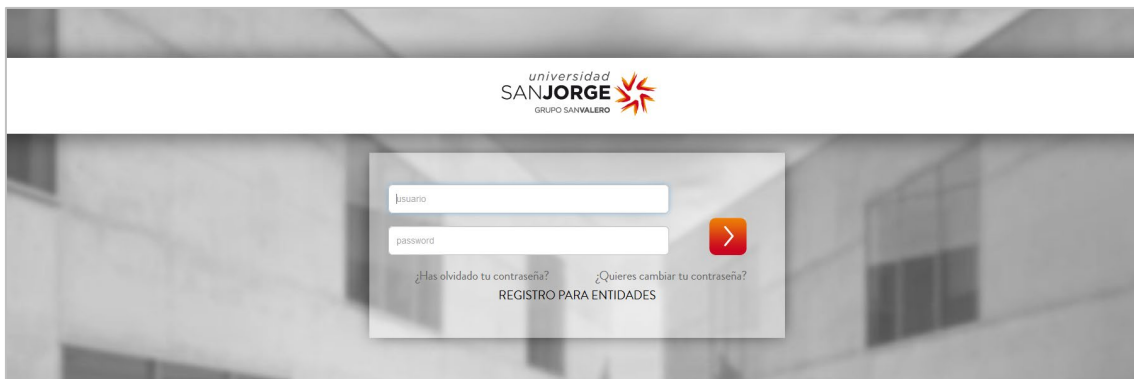 universidad
SANJORGE
GRUPO SANVALERO
usuario
password
¿Has olvidado tu contraseña? ¿Quieres cambiar tu contraseña?
REGISTRO PARA ENTIDADES